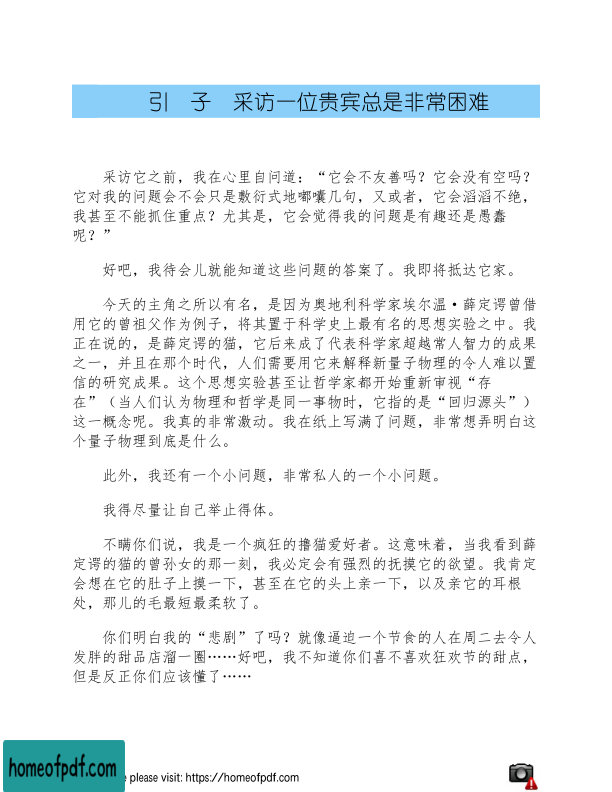 引　子　采访一位贵宾总是非常困难
采访它之前，我在心里自问道：“它会不友善吗？它会没有空吗？
它对我的问题会不会只是敷衍式地嘟囔几句，又或者，它会滔滔不绝，
我甚至不能抓住重点？尤其是，它会觉得我的问题是有趣还是愚蠢
呢？”
好吧，我待会儿就能知道这些问题的答案了。我即将抵达它家。
今天的主角之所以有名，是因为奥地利科学家埃尔温·薛定谔曾借
用它的曾祖父作为例子，将其置于科学史上最有名的思想实验之中。我
正在说的，是薛定谔的猫，它后来成了代表科学家超越常人智力的成果
之一，并且在那个时代，人们需要用它来解释新量子物理的令人难以置
信的研究成果。这个思想实验甚至让哲学家都开始重新审视“存
在”（当人们认为物理和哲学是同一事物时，它指的是“回归源头”）
这一概念呢。我真的非常激动。我在纸上写满了问题，非常想弄明白这
个量子物理到底是什么。
此外，我还有一个小问题，非常私人的一个小问题。
我得尽量让自己举止得体。
不瞒你们说，我是一个疯狂的撸猫爱好者。这意味着，当我看到薛
定谔的猫的曾孙女的那一刻，我必定会有强烈的抚摸它的欲望。我肯定
会想在它的肚子上摸一下，甚至在它的头上亲一下，以及亲它的耳根
处，那儿的毛最短最柔软了。
你们明白我的“悲剧”了吗？就像逼迫一个节食的人在周二去令人
发胖的甜品店溜一圈……好吧，我不知道你们喜不喜欢狂欢节的甜点，
但是反正你们应该懂了……
homeofpdf.com
e please visit: https://homeofpdf.com